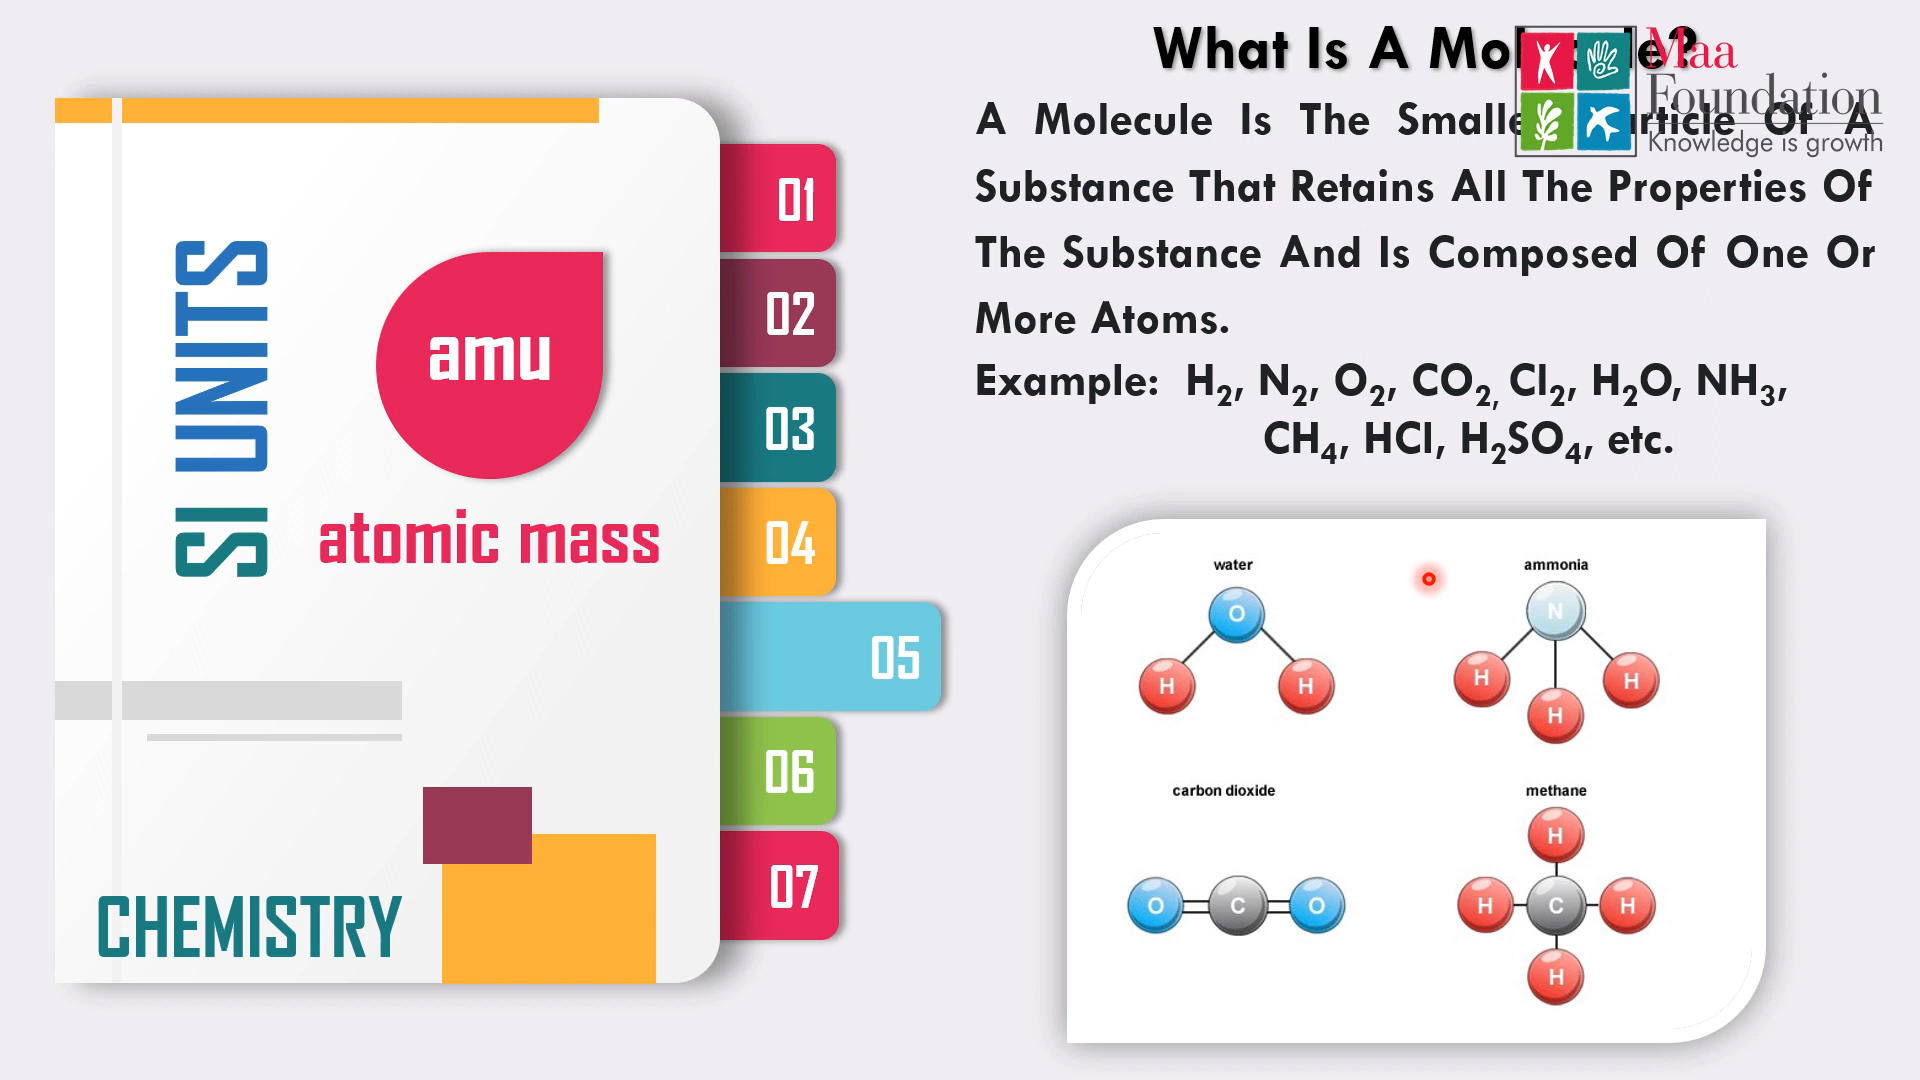 What Is A Mo e?
Maa
Foundation
Knowledge is growth
A Molecule Is The Smalle rticle Of A
Substance That Retains All The Properties Of
The Substance And Is Composed Of One Or
More Atoms.
Example: H₂, N₂, O₂, CO₂, Cl₂, H₂O, NH₃,
CH₄, HCl, H₂SO₄, etc.
SI UNITS
amu
atomic mass
CHEMISTRY
01
02
03
04
05
06
07
water
O
H H
ammonia
N
H H H
carbon dioxide
O C O
methane
H
H C H
H